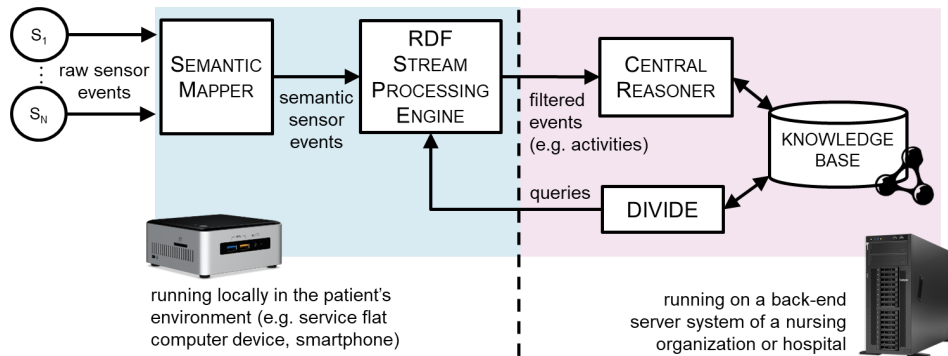 S1
raw sensor
events
SN
SEMANTIC
MAPPER
semantic
sensor
events
RDF
STREAM
PROCESSING
ENGINE
filtered
events
(e.g. activities)
CENTRAL
REASONER
KNOWLEDGE
BASE
queries
DIVIDE
running locally in the patient's
environment (e.g. service flat
computer device, smartphone)
running on a back-end
server system of a nursing
organization or hospital